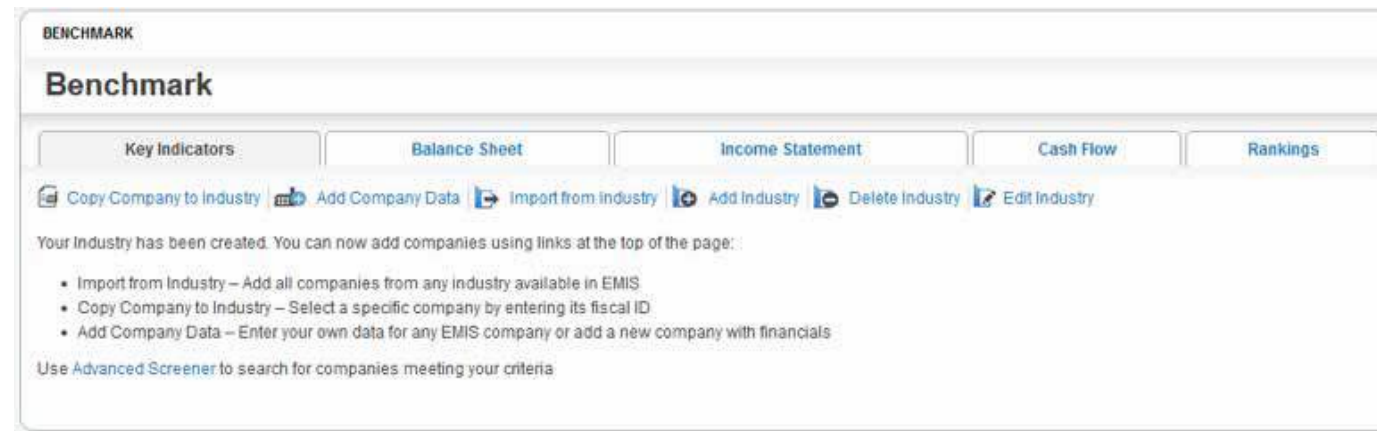 BENCHMARK
Benchmark
Key Indicators Balance Sheet Income Statement Cash Flow Rankings
Copy Company to Industry Add Company Data Import from Industry Add Industry Delete Industry Edit Industry
Your Industry has been created. You can now add companies using links at the top of the page:
• Import from Industry – Add all companies from any industry available in EMIS
• Copy Company to Industry – Select a specific company by entering its fiscal ID
• Add Company Data – Enter your own data for any EMIS company or add a new company with financials
Use Advanced Screener to search for companies meeting your criteria